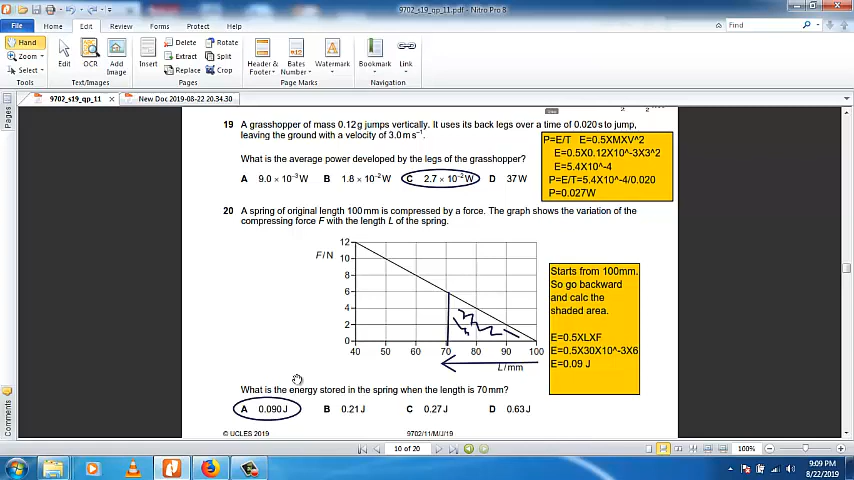 9702_s19_qp_11.pdf - Nitro Pro 8
File
Home
Edit
Forms
Protect
Help
Find
Hand
Zoom
Select
Tools
Edit
OCR
Add
Image
Text/Images
Insert
Delete
Extract
Replace
Rotate
Split
Crop
Pages
Header &
Footer
Bates
Number
Watermark
Page Marks
Bookmark
Link
Navigation
9702_s19_qp_11
New Doc 2019-08-22 20.34.30
Pages
Comments
19 A grasshopper of mass 0.12 g jumps vertically. It uses its back legs over a time of 0.020 s to jump,
leaving the ground with a velocity of 3.0 m s⁻¹.
What is the average power developed by the legs of the grasshopper?
A 9.0 × 10⁻³ W B 1.8 × 10⁻² W C 2.7 × 10⁻² W D 37 W
P=E/T E=0.5XMXV^2
E=0.5X0.12X10^-3X3^2
E=5.4X10^-4
P=E/T=5.4X10^-4/0.020
P=0.027W
20 A spring of original length 100 mm is compressed by a force. The graph shows the variation of the
compressing force F with the length L of the spring.
F/N
12
10
8
6
4
2
0
40 50 60 70 80 90 100
L/mm
Starts from 100mm.
So go backward
and calc the
shaded area.
E=0.5XLXF
E=0.5X30X10^-3X6
E=0.09 J
What is the energy stored in the spring when the length is 70 mm?
A 0.090 J B 0.21 J C 0.27 J D 0.63 J
© UCLES 2019
9702/11/M/J/19
10 of 20
100%
9:09 PM
8/22/2019